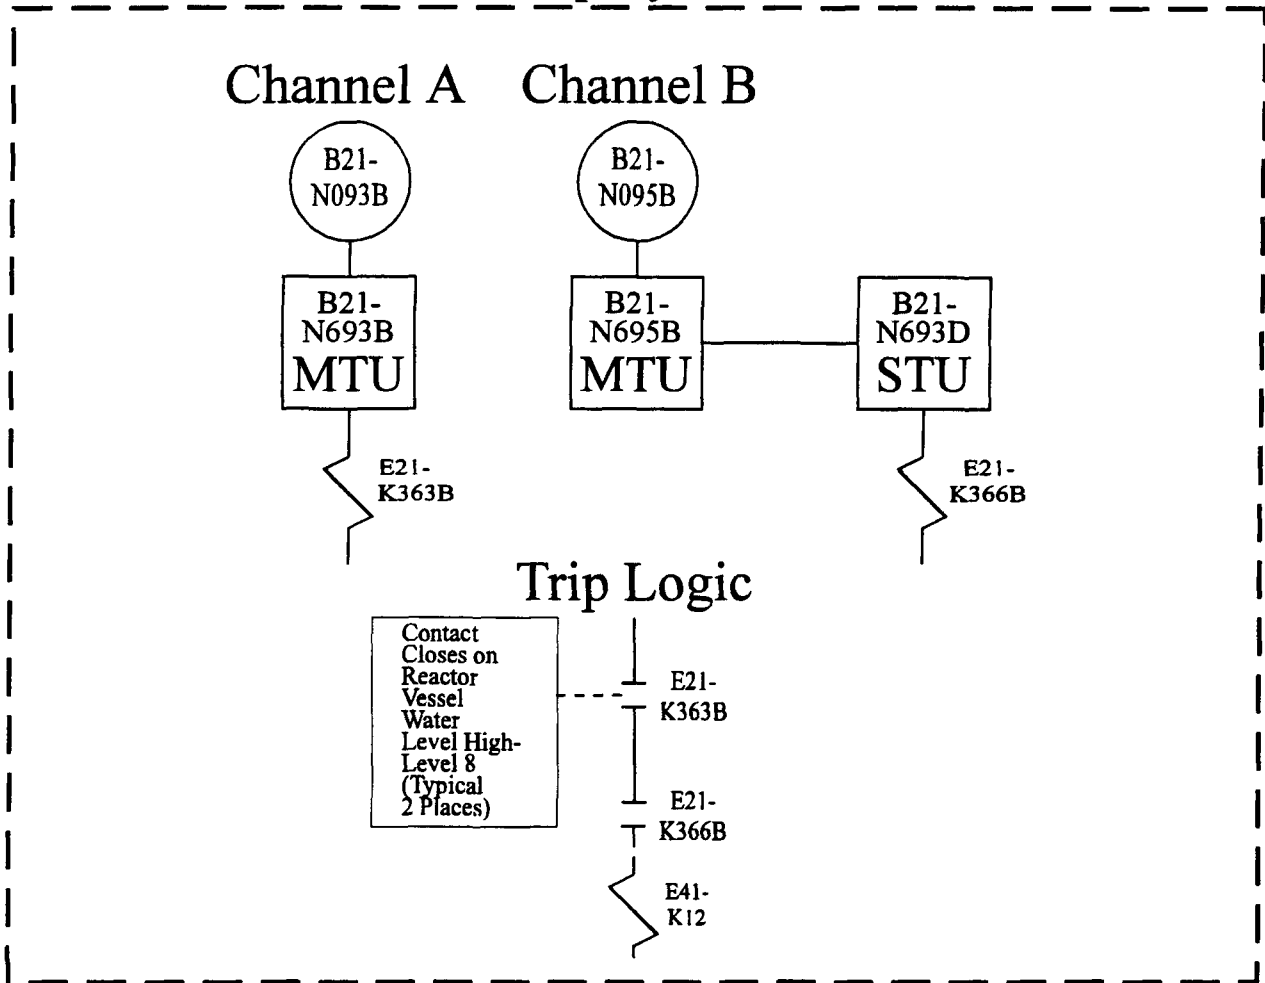 Channel A Channel B
B21-
N093B
B21-
N095B
B21-
N693B
MTU
B21-
N695B
MTU
B21-
N693D
STU
E21-
K363B
E21-
K366B
Trip Logic
Contact
Closes on
Reactor
Vessel
Water
Level High-
Level 8
(Typical
2 Places)
E21-
K363B
E21-
K366B
E41-
K12